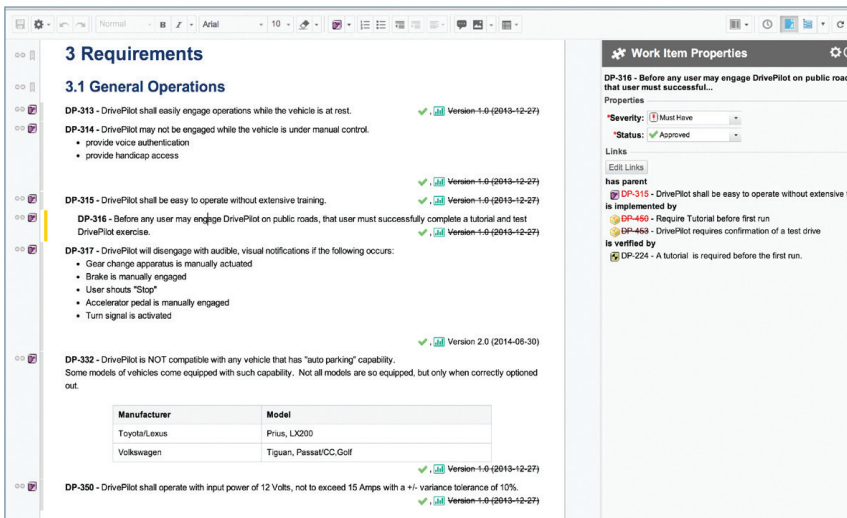 Normal
B I Arial 10
3 Requirements
3.1 General Operations
DP-313 - DrivePilot shall easily engage operations while the vehicle is at rest. , Version 1.0 (2013-12-27)
DP-314 - DrivePilot may not be engaged while the vehicle is under manual control.
• provide voice authentication
• provide handicap access
, Version 1.0 (2013-12-27)
DP-315 - DrivePilot shall be easy to operate without extensive training. , Version 1.0 (2013-12-27)
DP-316 - Before any user may engage DrivePilot on public roads, that user must successfully complete a tutorial and test
DrivePilot exercise. , Version 1.0 (2013-12-27)
DP-317 - DrivePilot will disengage with audible, visual notifications if the following occurs:
• Gear change apparatus is manually actuated
• Brake is manually engaged
• User shouts "Stop"
• Accelerator pedal is manually engaged
• Turn signal is activated
, Version 2.0 (2014-06-30)
DP-332 - DrivePilot is NOT compatible with any vehicle that has "auto parking" capability.
Some models of vehicles come equipped with such capability. Not all models are so equipped, but only when correctly optioned
out.
Manufacturer Model
Toyota/Lexus Prius, LX200
Volkswagen Tiguan, Passat/CC,Golf
, Version 1.0 (2013-12-27)
DP-350 - DrivePilot shall operate with input power of 12 Volts, not to exceed 15 Amps with a +/- variance tolerance of 10%.
, Version 1.0 (2013-12-27)
Work Item Properties
DP-316 - Before any user may engage DrivePilot on public road
that user must successful...
Properties
*Severity: Must Have
*Status: Approved
Links
Edit Links
has parent
DP-315 - DrivePilot shall be easy to operate without extensive
is implemented by
DP-450 - Require Tutorial before first run
DP-453 - DrivePilot requires confirmation of a test drive
is verified by
DP-224 - A tutorial is required before the first run.